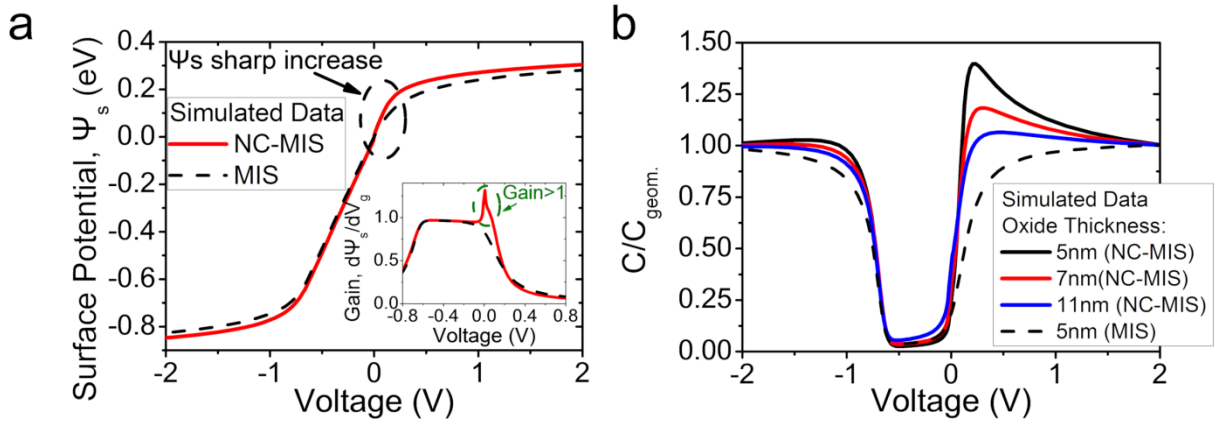 a
Surface Potential, Ψs (eV)
0.4
0.2
0.0
-0.2
-0.4
-0.6
-0.8
Ψs sharp increase
Simulated Data
NC-MIS
MIS
Gain, dΨs/dVg
1.0
0.5
0.0
Gain>1
-0.8 -0.4 0.0 0.4 0.8
Voltage (V)
-2 -1 0 1 2
Voltage (V)
b
C/Cgeom.
1.50
1.25
1.00
0.75
0.50
0.25
0.00
Simulated Data
Oxide Thickness:
5nm (NC-MIS)
7nm(NC-MIS)
11nm (NC-MIS)
5nm (MIS)
-2 -1 0 1 2
Voltage (V)